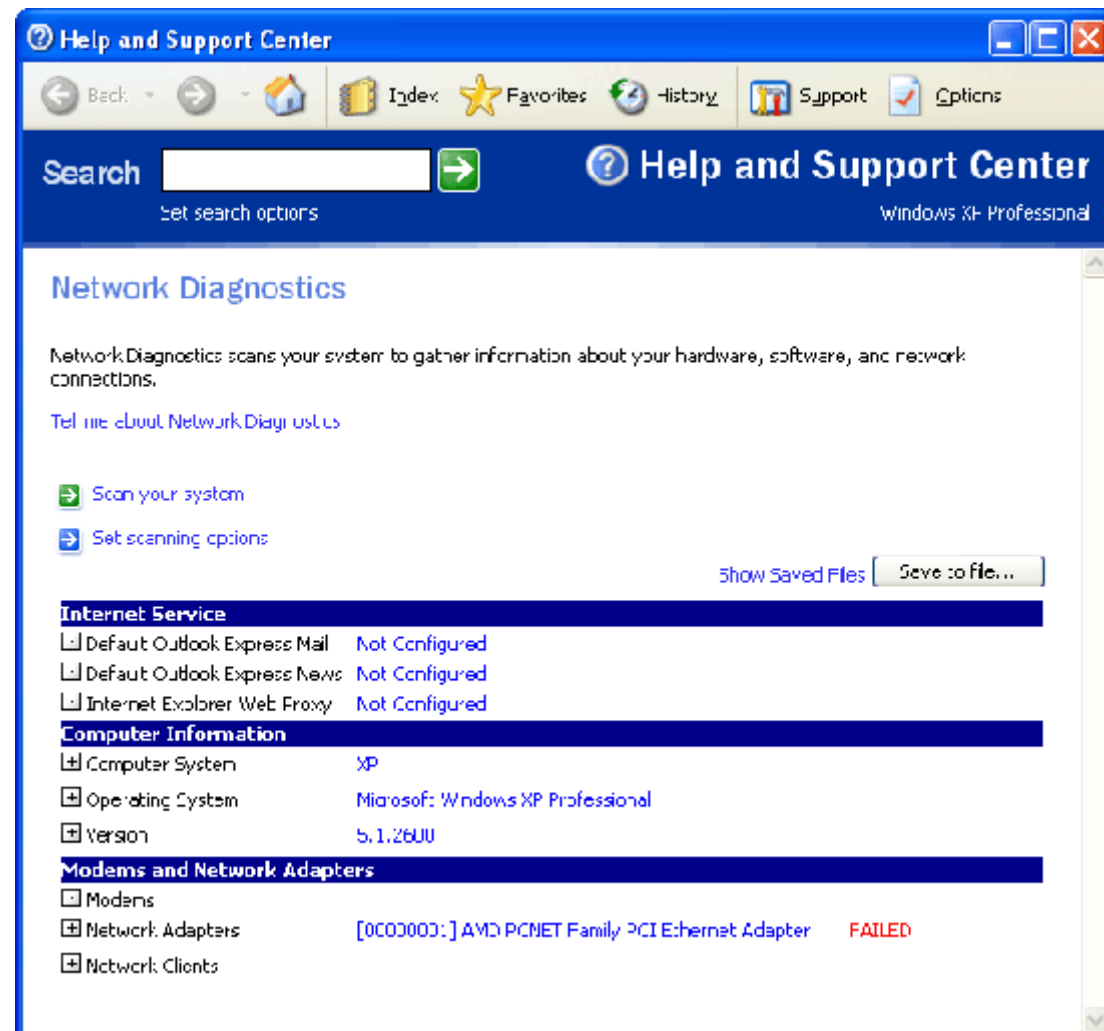 Help and Support Center
Back Index Favorites History Support Options
Search
Help and Support Center
Set search options
Windows XP Professional
Network Diagnostics
Network Diagnostics scans your system to gather information about your hardware, software, and network
connections.
Tell me about Network Diagnostics
Scan your system
Set scanning options
Show Saved Files Save to file...
Internet Service
Default Outlook Express Mail Not Configured
Default Outlook Express News Not Configured
Internet Explorer Web Proxy Not Configured
Computer Information
Computer System XP
Operating System Microsoft Windows XP Professional
Version 5.1.2600
Modems and Network Adapters
Modems
Network Adapters [00000001] AMD PCNET Family PCI Ethernet Adapter FAILED
Network Clients